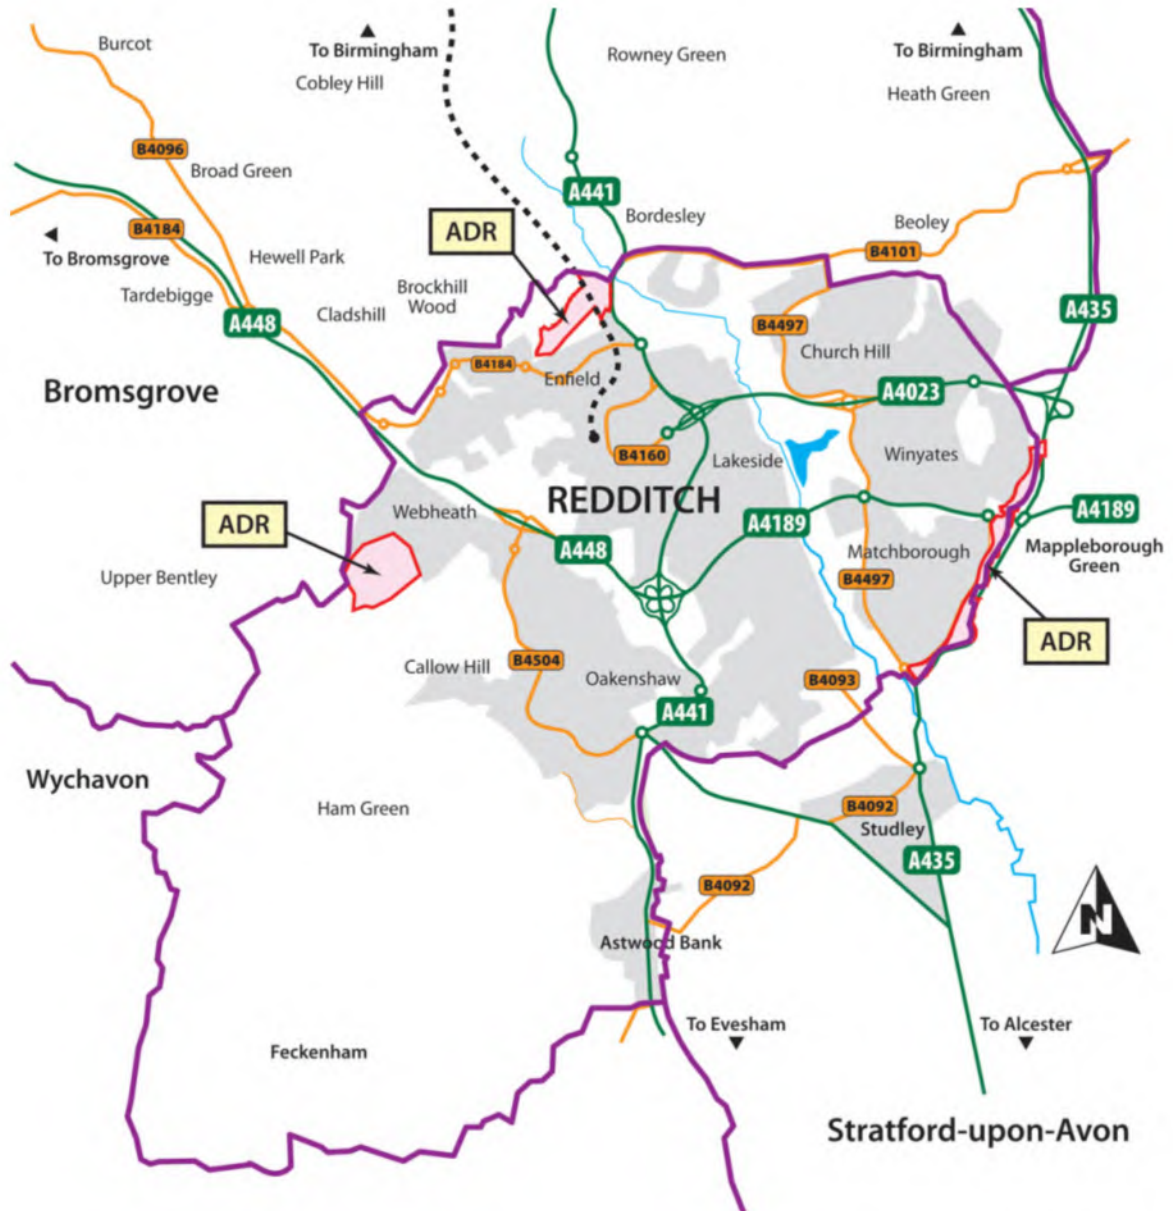 Burcot
To Birmingham
Cobley Hill
Rowney Green
To Birmingham
Heath Green
B4096
Broad Green
A441
Bordesley
ADR
B4184
To Bromsgrove
Hewell Park
Beoley
B4101
Tardebigge
Brockhill
Wood
Cladshill
A448
A435
B4497
Church Hill
B4184
Enfield
Bromsgrove
A4023
B4160
Lakeside
Winyates
REDDITCH
Webheath
ADR
A4189
A4189
A448
Matchborough
Mappleborough
Green
Upper Bentley
B4497
ADR
Callow Hill
B4504
Oakenshaw
B4093
A441
Wychavon
Ham Green
B4092
Studley
A435
B4092
N
Astwood Bank
To Evesham
To Alcester
Feckenham
Stratford-upon-Avon